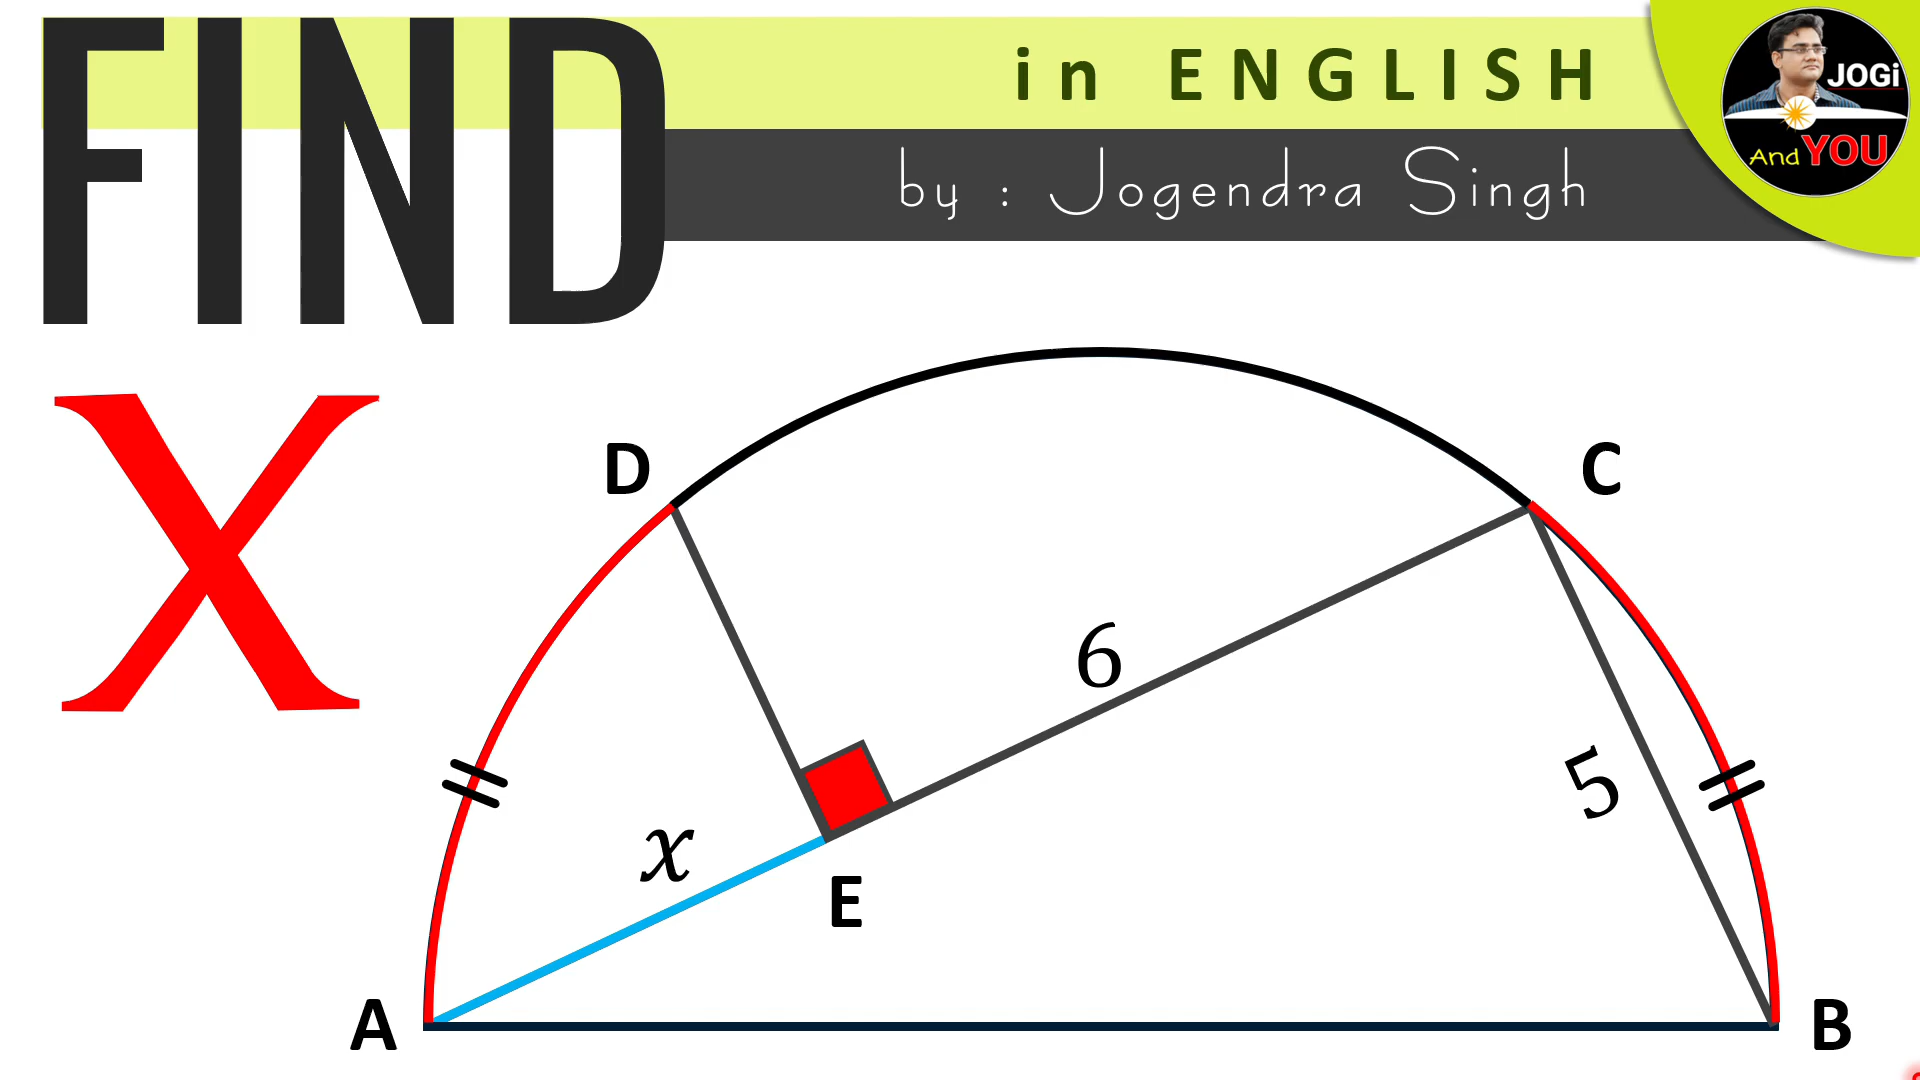 FIND
in ENGLISH
by : Jogendra Singh
JOGi
And YOU
X
D
C
6
5
x
E
A
B